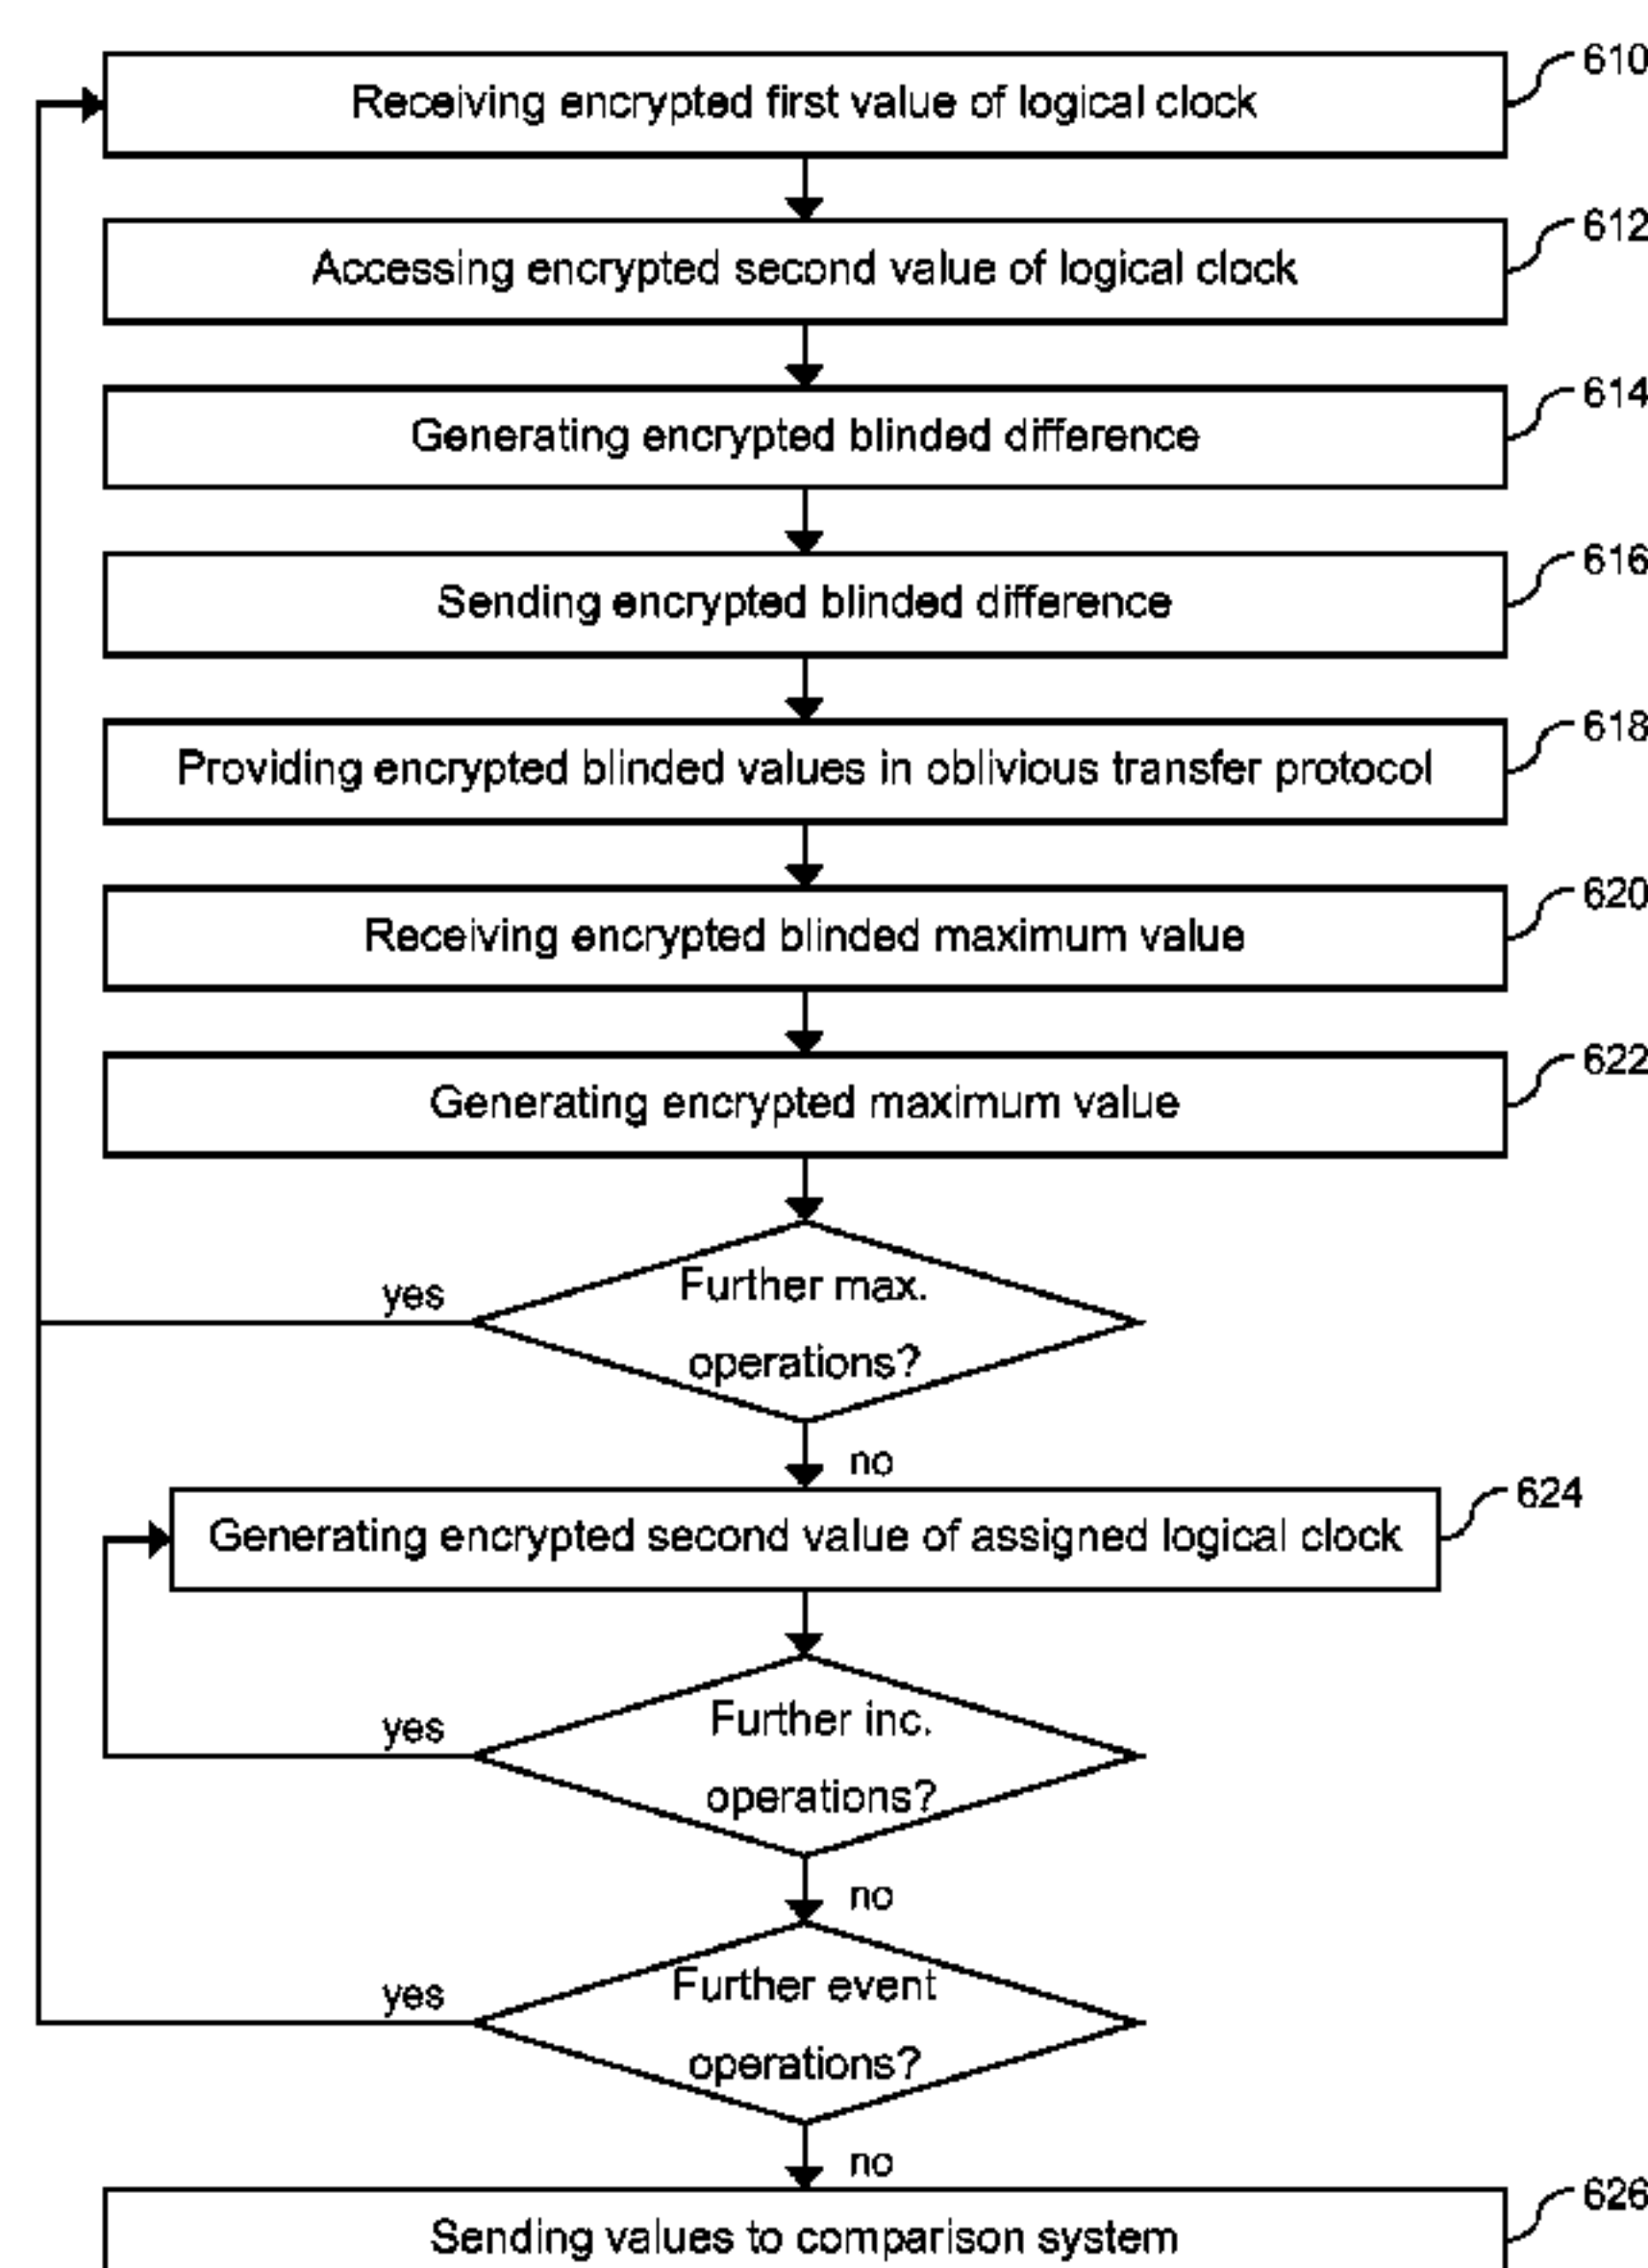 610
Receiving encrypted first value of logical clock
612
Accessing encrypted second value of logical clock
614
Generating encrypted blinded difference
616
Sending encrypted blinded difference
618
Providing encrypted blinded values in oblivious transfer protocol
620
Receiving encrypted blinded maximum value
622
Generating encrypted maximum value
yes
Further max.
operations?
no
624
Generating encrypted second value of assigned logical clock
yes
Further inc.
operations?
no
yes
Further event
operations?
no
626
Sending values to comparison system